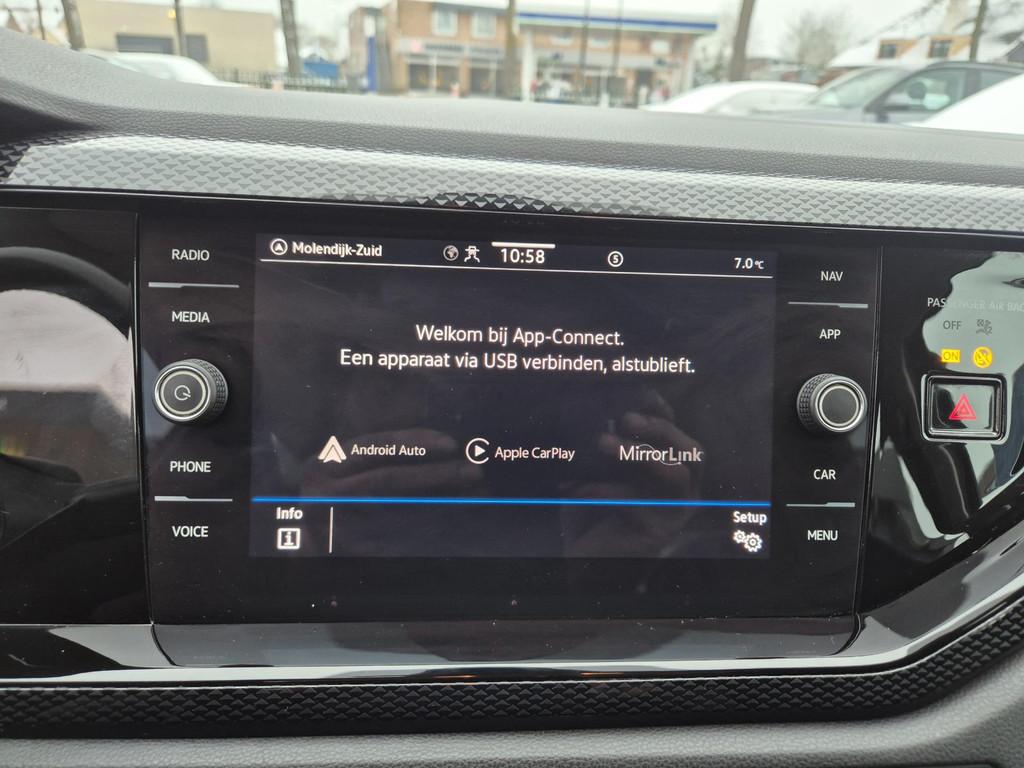 RADIO
MEDIA
PHONE
VOICE
Molendijk-Zuid
10:58
S
7.0°C
Welkom bij App-Connect.
Een apparaat via USB verbinden, alstublieft.
Android Auto
Apple CarPlay
MirrorLink
Info
i
Setup
NAV
APP
CAR
MENU
PASSENGER AIR BAG
OFF
ON